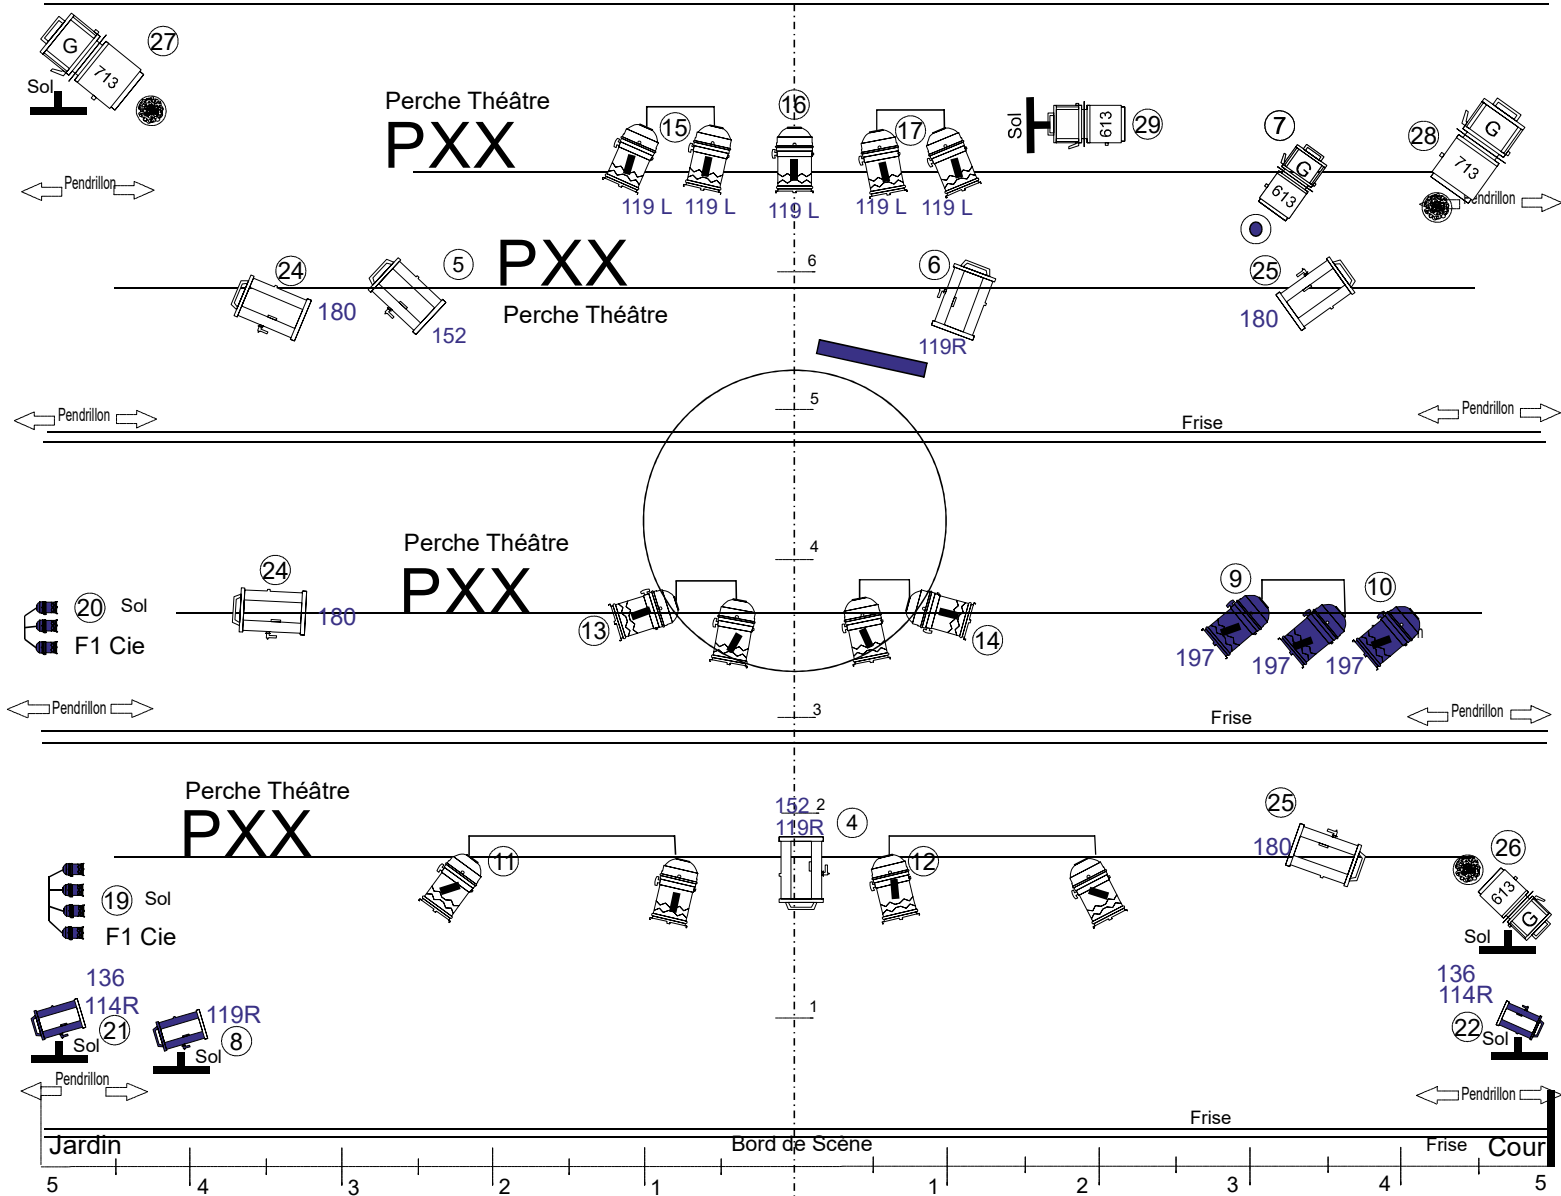 G
713
27
Sol
Perche Théâtre
PXX
15
16
17
Sol
613
29
7
G
613
28
G
713
Pendrillon
119 L
119 L
119 L
119 L
119 L
24
180
5
152
PXX
Perche Théâtre
6
6
119R
25
180
Pendrillon
5
Pendrillon
Frise
Perche Théâtre
PXX
4
24
180
20
Sol
F1 Cie
13
14
9
10
197
197
197
Pendrillon
3
Frise
Pendrillon
Perche Théâtre
PXX
152
2
119R
4
25
180
11
12
26
613
G
Sol
19
Sol
F1 Cie
136
114R
21
Sol
119R
8
Sol
1
136
114R
22
Sol
Pendrillon
Pendrillon
Frise
Jardin
Bord de Scène
Frise
Cour
5
4
3
2
1
1
2
3
4
5